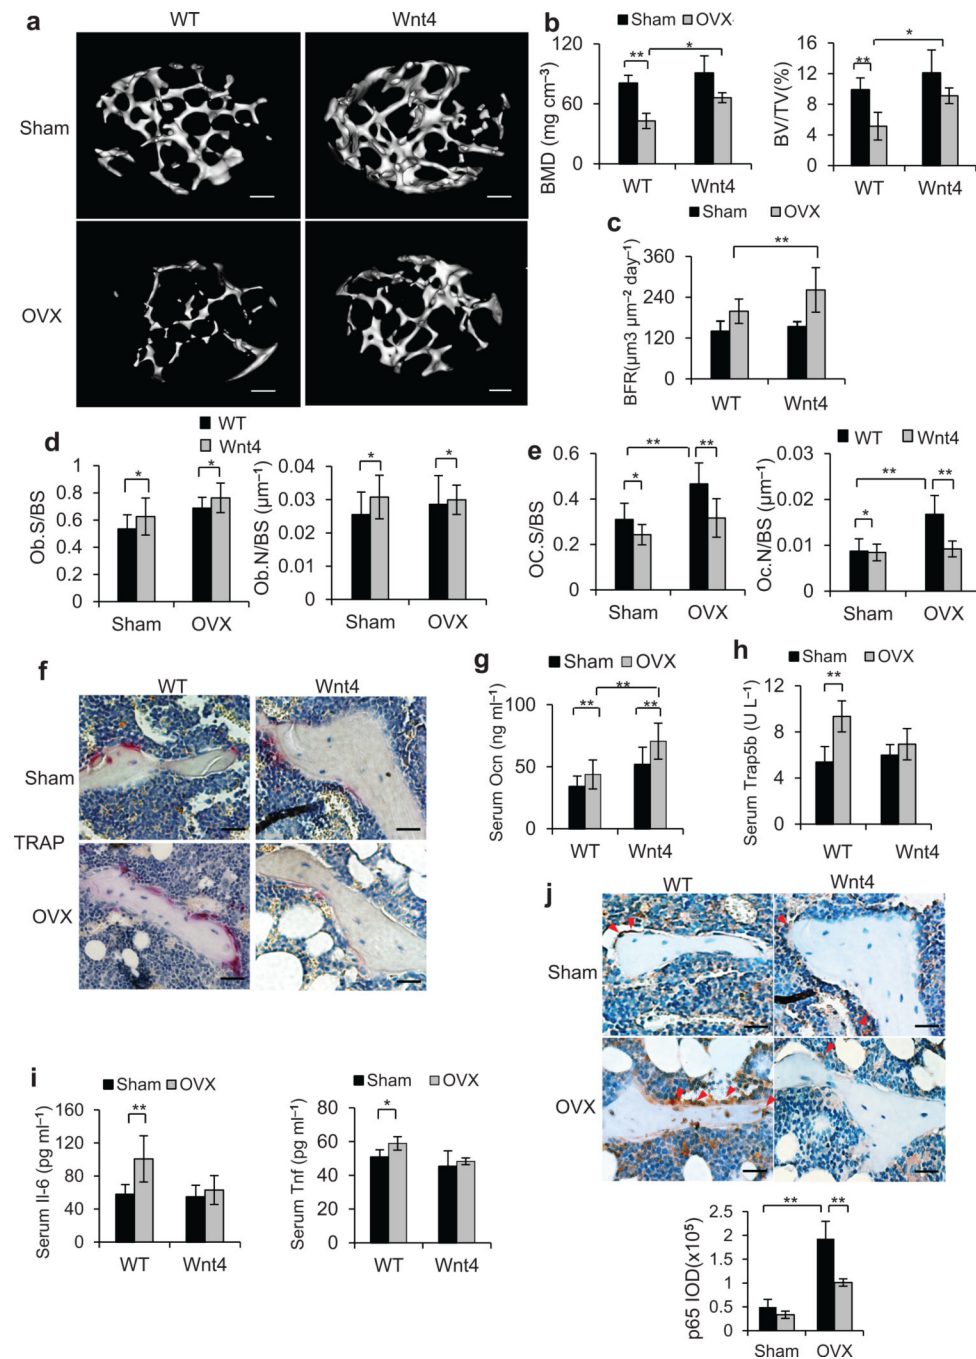 a
WT
Wnt4
Sham
OVX
b
Sham
OVX
BMD (mg cm⁻³)
120
90
60
30
0
**
*
WT
Wnt4
BV/TV(%)
16
12
8
4
0
**
*
WT
Wnt4
c
Sham
OVX
BFR(µm3 µm⁻² day⁻¹)
360
240
120
0
**
WT
Wnt4
d
WT
Wnt4
Ob.S/BS
1
0.8
0.6
0.4
0.2
0
*
*
Sham
OVX
Ob.N/BS (µm⁻¹)
0.04
0.03
0.02
0.01
0
*
*
Sham
OVX
e
WT
Wnt4
OC.S/BS
0.6
0.4
0.2
0
**
**
*
Sham
OVX
Oc.N/BS (µm⁻¹)
0.03
0.02
0.01
0
**
**
*
Sham
OVX
f
WT
Wnt4
Sham
TRAP
OVX
g
Sham
OVX
Serum Ocn (ng ml⁻¹)
100
50
0
**
**
**
WT
Wnt4
h
Sham
OVX
Serum Trap5b (U L⁻¹)
12
8
4
0
**
WT
Wnt4
i
Sham
OVX
Serum Il-6 (pg ml⁻¹)
160
120
80
40
0
**
WT
Wnt4
Sham
OVX
Serum Tnf (pg ml⁻¹)
80
60
40
20
0
*
WT
Wnt4
j
WT
Wnt4
Sham
OVX
p65 IOD(x10⁵)
2.5
2
1.5
1
0.5
0
**
**
Sham
OVX